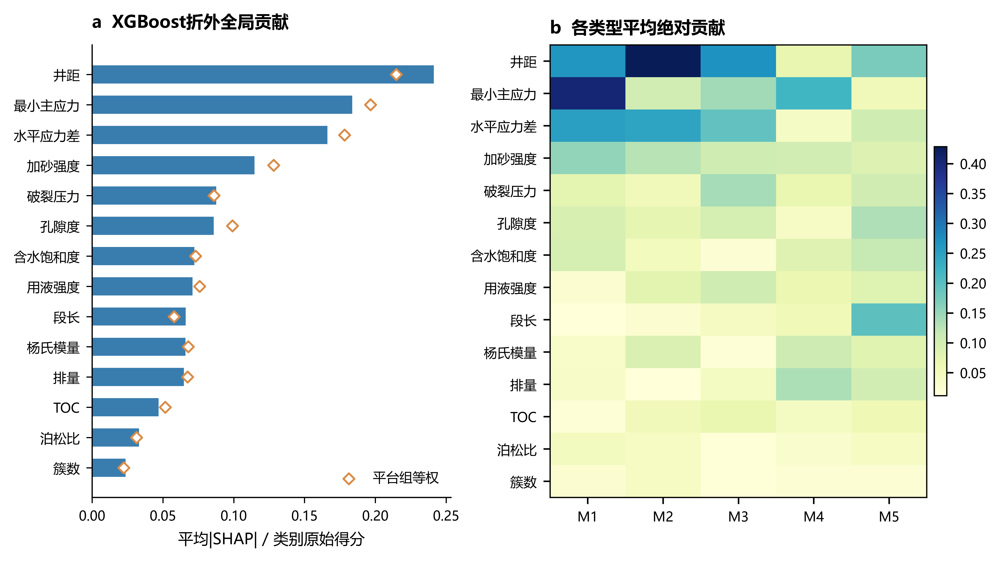 a XGBoost折外全局贡献
井距
最小主应力
水平应力差
加砂强度
破裂压力
孔隙度
含水饱和度
用液强度
段长
杨氏模量
排量
TOC
泊松比
簇数
平台组等权
0.00 0.05 0.10 0.15 0.20 0.25
平均|SHAP| / 类别原始得分
b 各类型平均绝对贡献
井距
最小主应力
水平应力差
加砂强度
破裂压力
孔隙度
含水饱和度
用液强度
段长
杨氏模量
排量
TOC
泊松比
簇数
M1 M2 M3 M4 M5
0.40
0.35
0.30
0.25
0.20
0.15
0.10
0.05